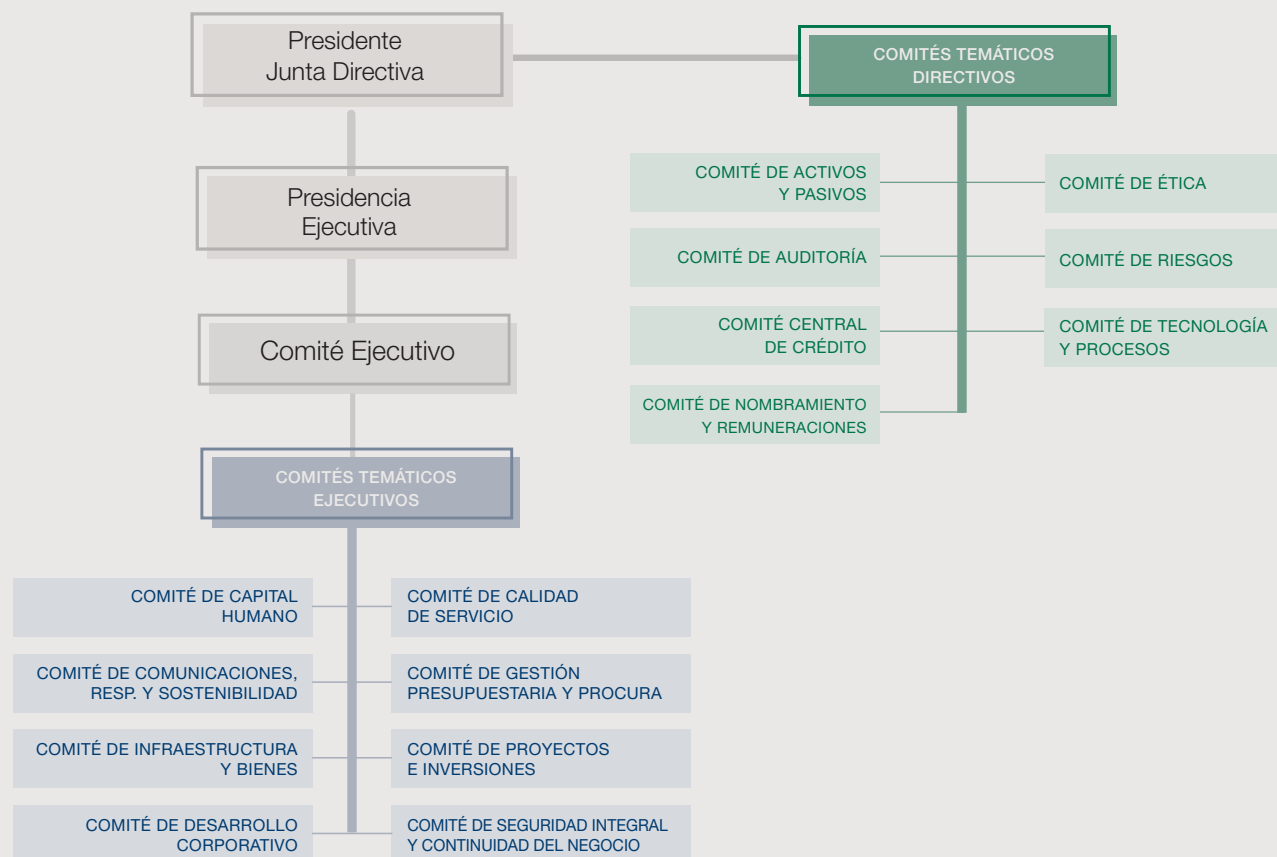 Presidente
Junta Directiva
COMITÉS TEMÁTICOS
DIRECTIVOS
COMITÉ DE ACTIVOS
Y PASIVOS
COMITÉ DE ÉTICA
Presidencia
Ejecutiva
COMITÉ DE AUDITORÍA
COMITÉ DE RIESGOS
COMITÉ CENTRAL
DE CRÉDITO
COMITÉ DE TECNOLOGÍA
Y PROCESOS
Comité Ejecutivo
COMITÉ DE NOMBRAMIENTO
Y REMUNERACIONES
COMITÉS TEMÁTICOS
EJECUTIVOS
COMITÉ DE CAPITAL
HUMANO
COMITÉ DE CALIDAD
DE SERVICIO
COMITÉ DE COMUNICACIONES,
RESP. Y SOSTENIBILIDAD
COMITÉ DE GESTIÓN
PRESUPUESTARIA Y PROCURA
COMITÉ DE INFRAESTRUCTURA
Y BIENES
COMITÉ DE PROYECTOS
E INVERSIONES
COMITÉ DE DESARROLLO
CORPORATIVO
COMITÉ DE SEGURIDAD INTEGRAL
Y CONTINUIDAD DEL NEGOCIO